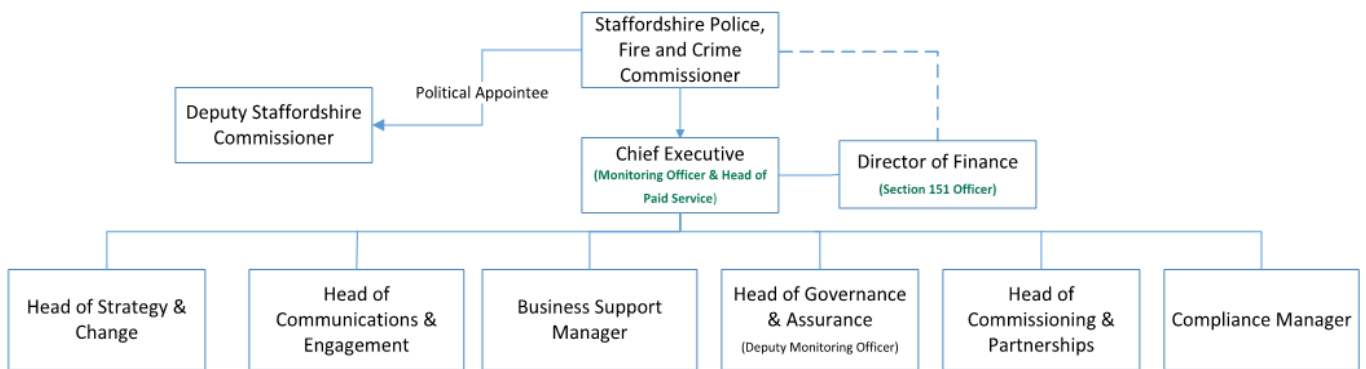 Staffordshire Police,
Fire and Crime
Commissioner
Political Appointee
Deputy Staffordshire
Commissioner
Chief Executive
(Monitoring Officer & Head of
Paid Service)
Director of Finance
(Section 151 Officer)
Head of Strategy &
Change
Head of
Communications &
Engagement
Business Support
Manager
Head of Governance
& Assurance
(Deputy Monitoring Officer)
Head of
Commissioning &
Partnerships
Compliance Manager